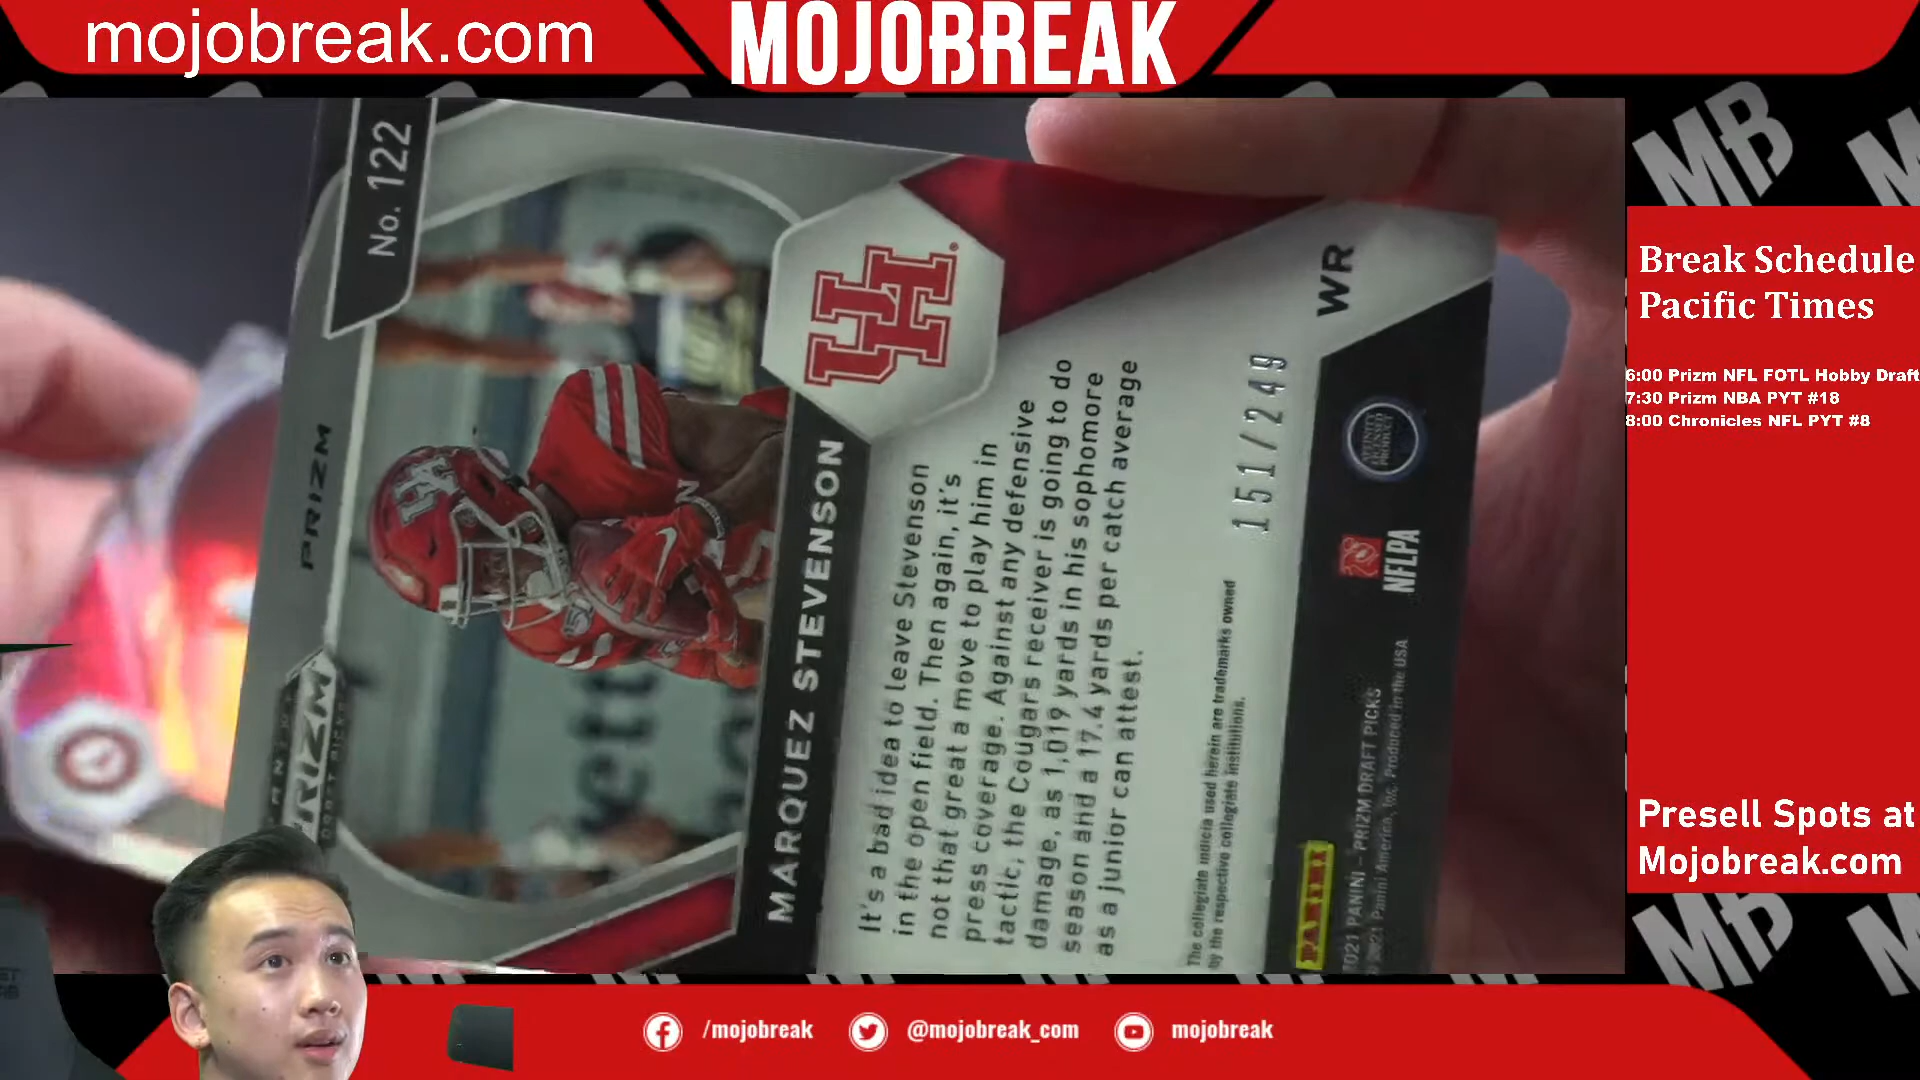 mojobreak.com
MOJOBREAK
MB
Break Schedule
Pacific Times
6:00 Prizm NFL FOTL Hobby Draft
7:30 Prizm NBA PYT #18
8:00 Chronicles NFL PYT #8
Presell Spots at
Mojobreak.com
No. 122
PRIZM
PRIZM
DRAFT PICKS
UH
MARQUEZ STEVENSON
WR
It's a bad idea to leave Stevenson
in the open field. Then again, it's
not that great a move to play him in
press coverage. Against any defensive
tactic, the Cougars receiver is going to do
damage, as 1,019 yards in his sophomore
season and a 17.4 yards per catch average
as a junior can attest.
151/249
The collegiate indicia used herein are trademarks owned
by the respective collegiate institutions.
NFLPA
PANINI
2021 PANINI – PRIZM DRAFT PICKS
© 2021 Panini America, Inc. Produced in the USA
MB
/mojobreak
@mojobreak_com
mojobreak